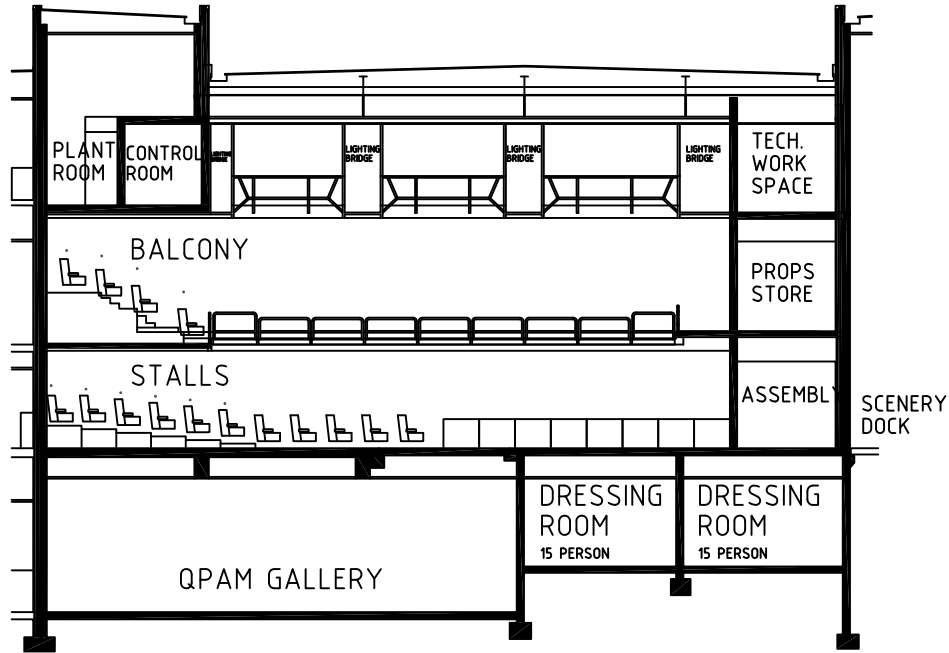 PLANT
ROOM
CONTROL
ROOM
LIGHTING
BRIDGE
LIGHTING
BRIDGE
LIGHTING
BRIDGE
LIGHTING
BRIDGE
TECH.
WORK
SPACE
BALCONY
PROPS
STORE
STALLS
ASSEMBLY
SCENERY
DOCK
DRESSING
ROOM
15 PERSON
DRESSING
ROOM
15 PERSON
QPAM GALLERY